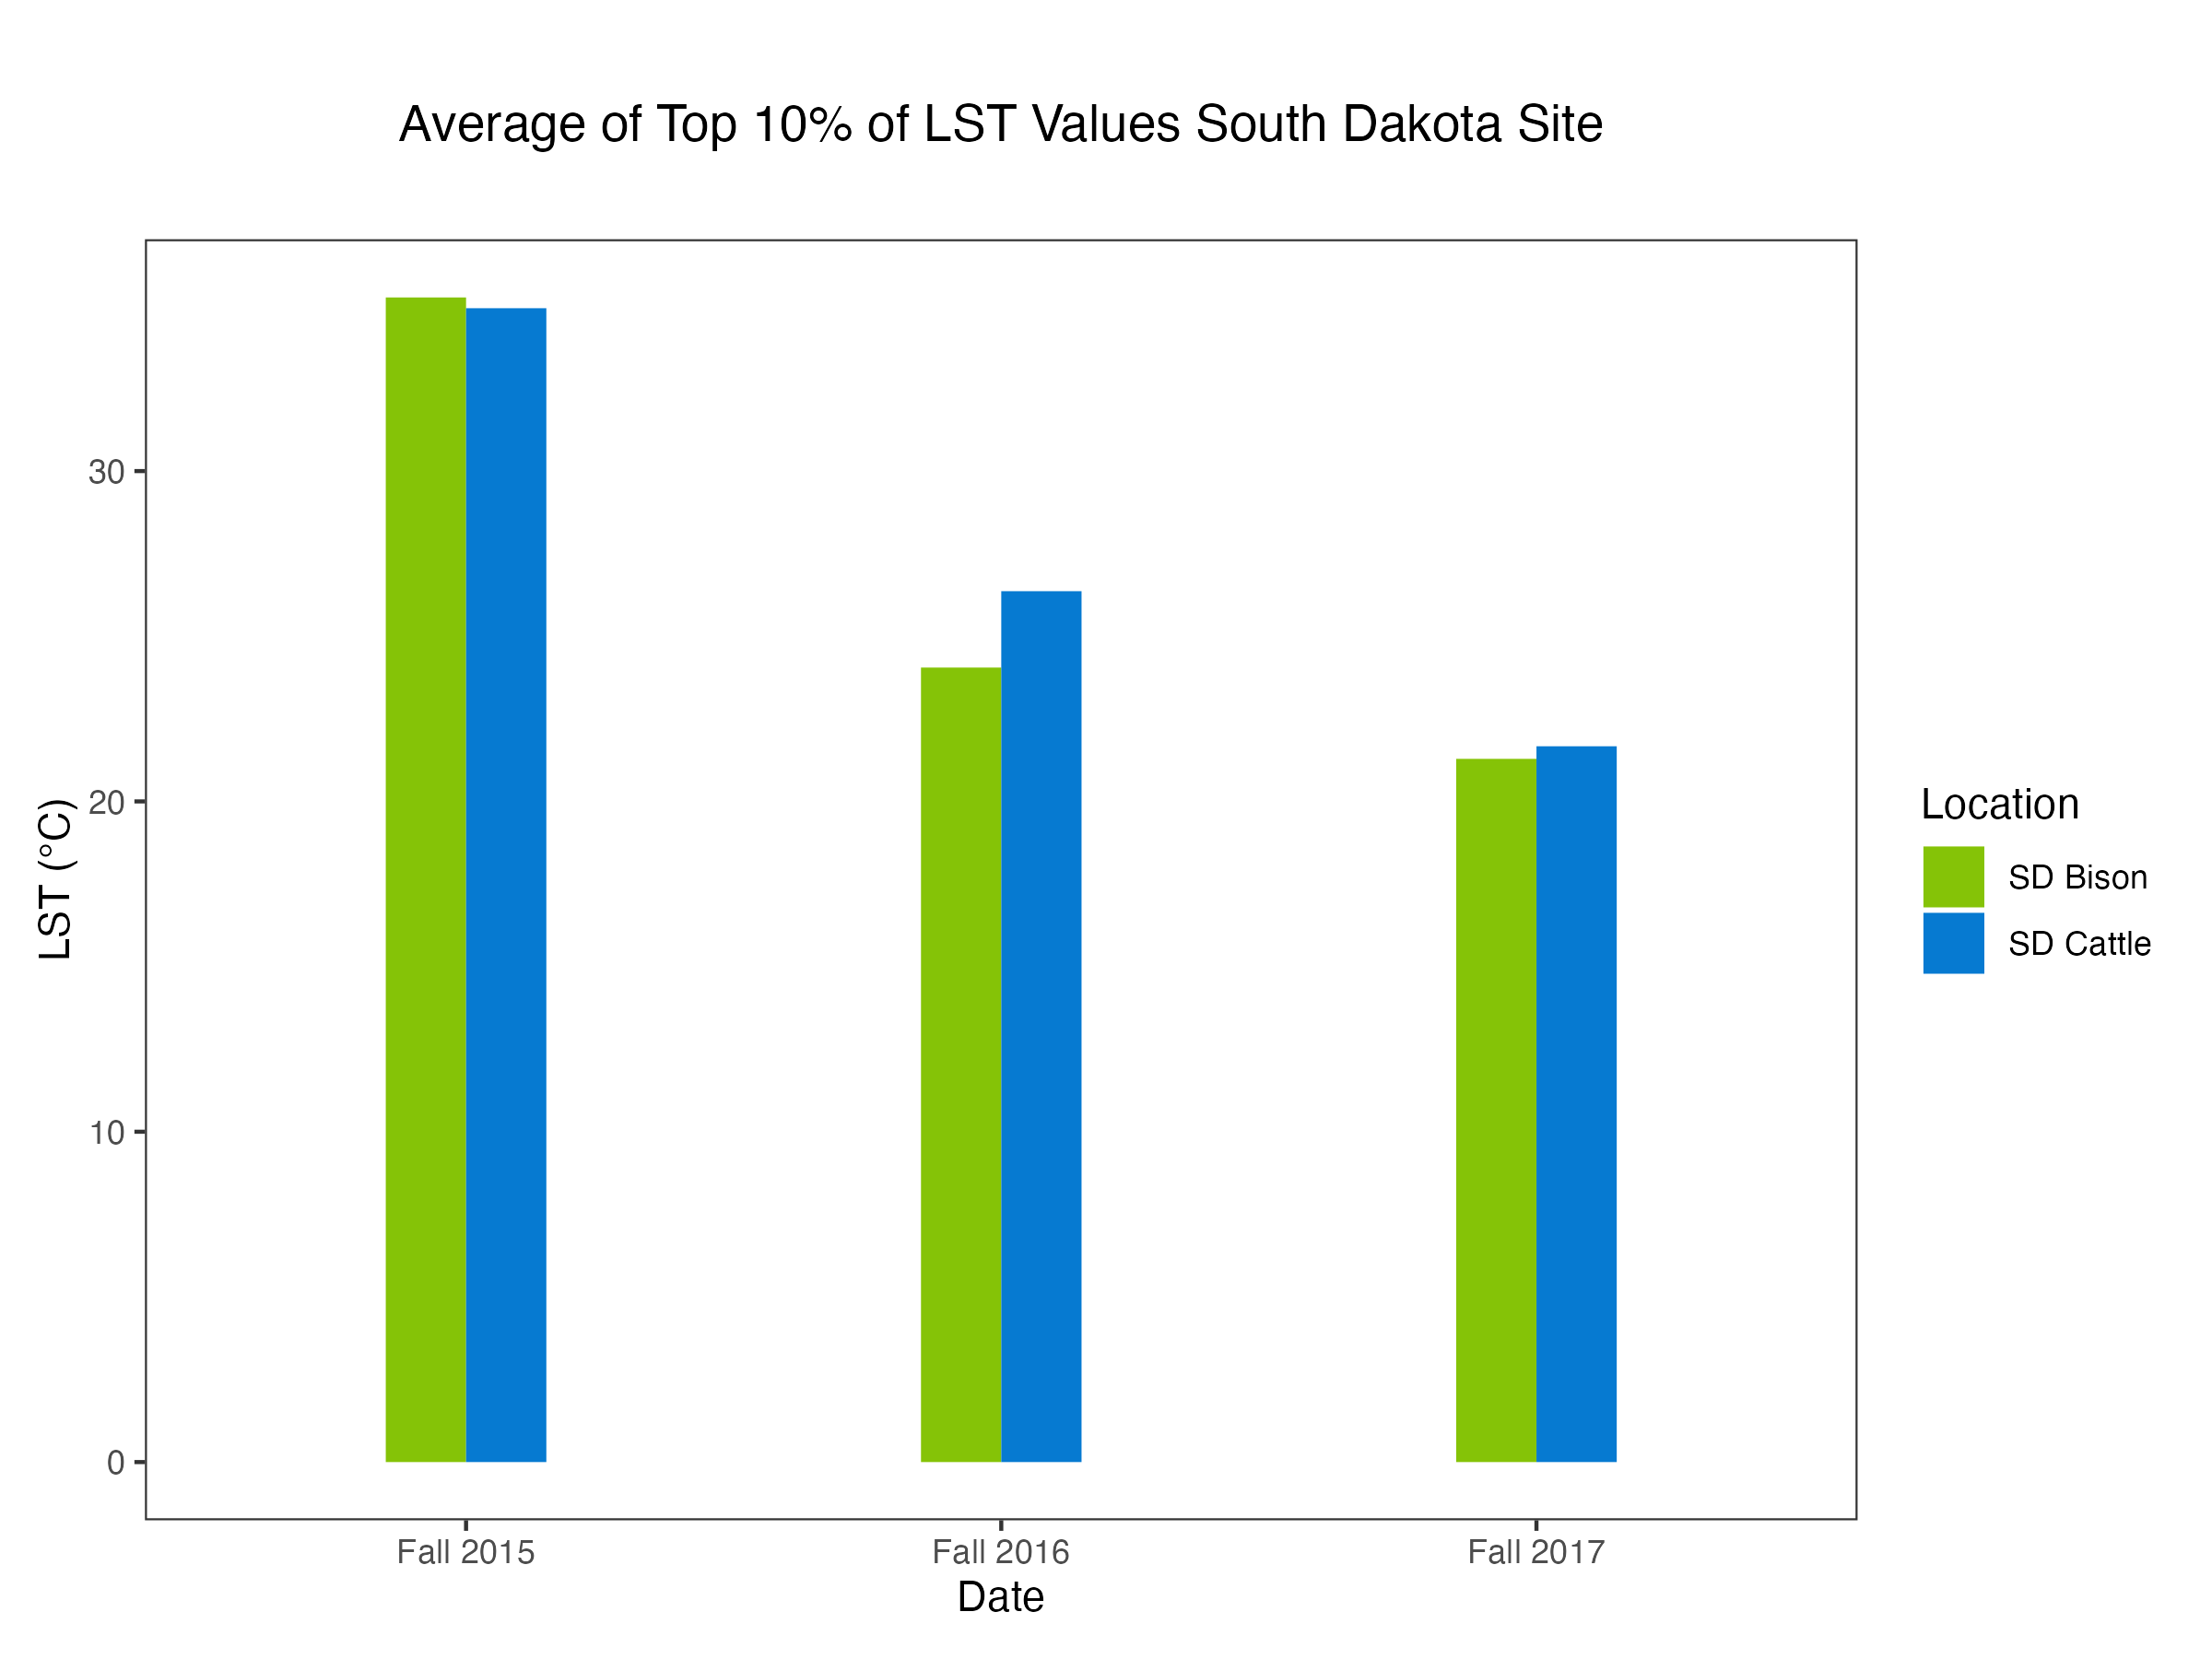 Average of Top 10% of LST Values South Dakota Site
LST (°C)
30
20
10
0
Fall 2015
Fall 2016
Fall 2017
Date
Location
SD Bison
SD Cattle